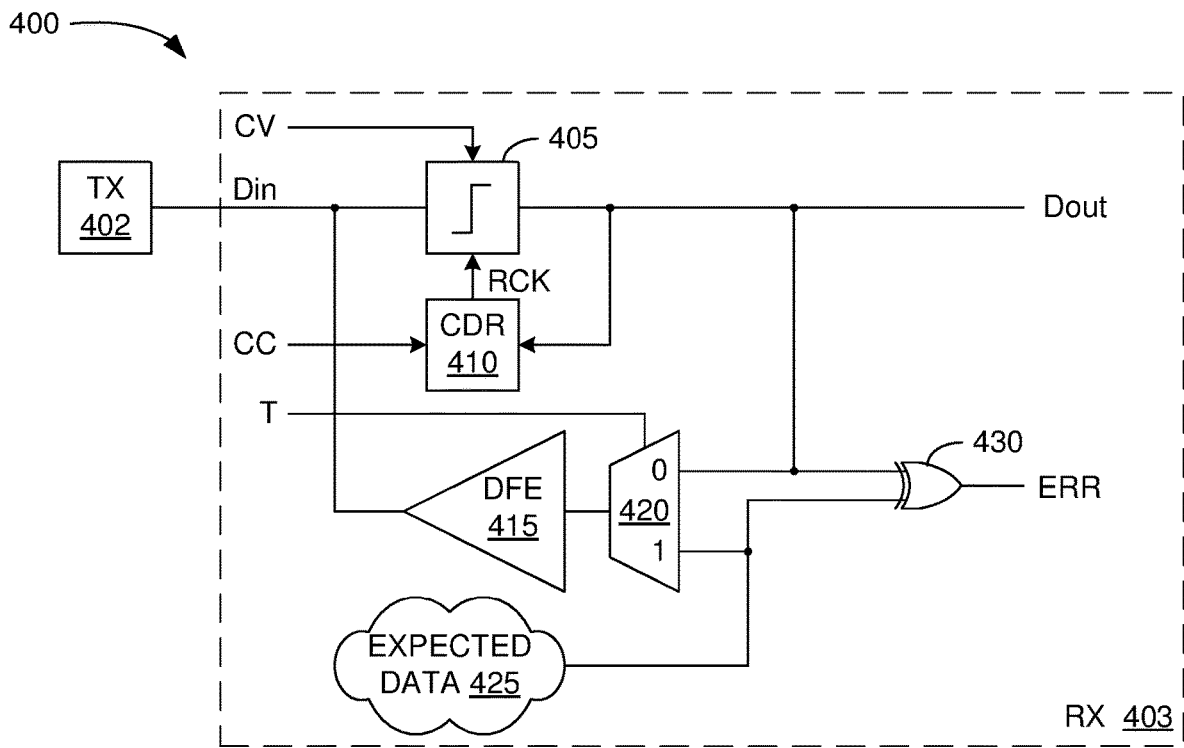 400
CV
405
TX
402
Din
Dout
RCK
CC
CDR
410
T
0
430
DFE
415
420
ERR
1
EXPECTED
DATA 425
RX 403